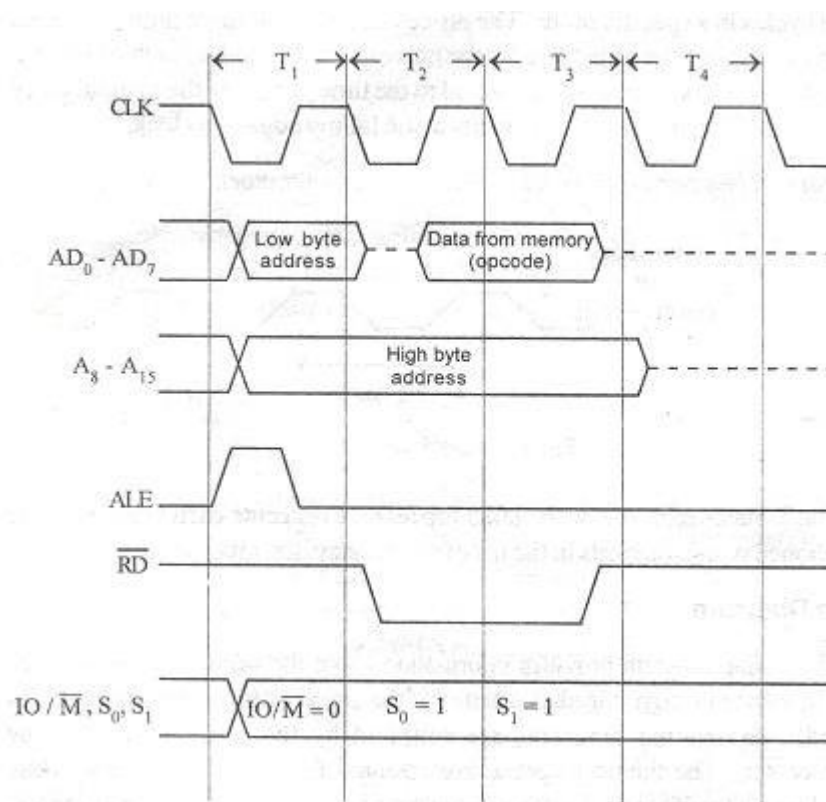 T₁ T₂ T₃ T₄
CLK
AD₀ - AD₇
Low byte
address
Data from memory
(opcode)
A₈ - A₁₅
High byte
address
ALE
R̅D̅
IO / M̅ , S₀, S₁
IO/M̅ = 0 S₀ = 1 S₁ = 1